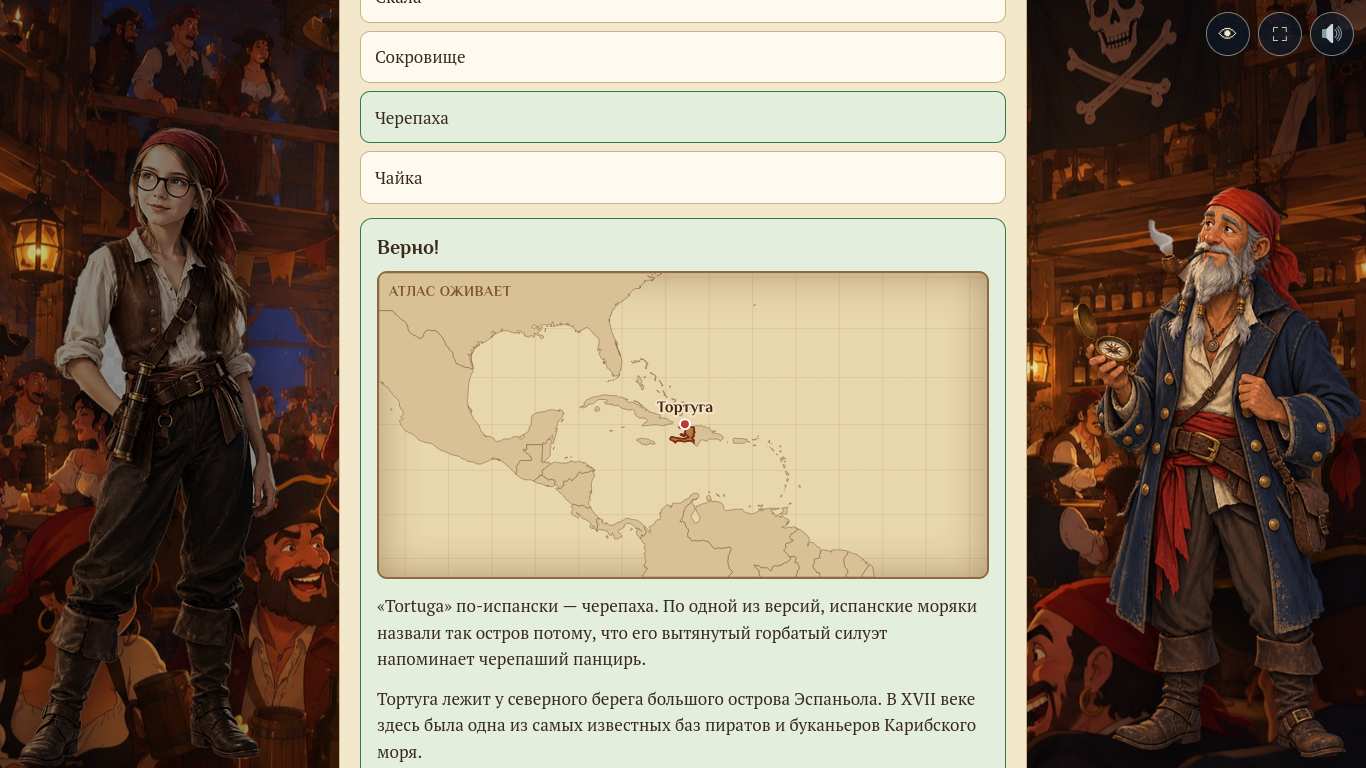 Скала
Сокровище
Черепаха
Чайка
Верно!
АТЛАС ОЖИВАЕТ
Тортуга
«Tortuga» по-испански — черепаха. По одной из версий, испанские моряки
назвали так остров потому, что его вытянутый горбатый силуэт
напоминает черепаший панцирь.
Тортуга лежит у северного берега большого острова Эспаньола. В XVII веке
здесь была одна из самых известных баз пиратов и буканьеров Карибского
моря.